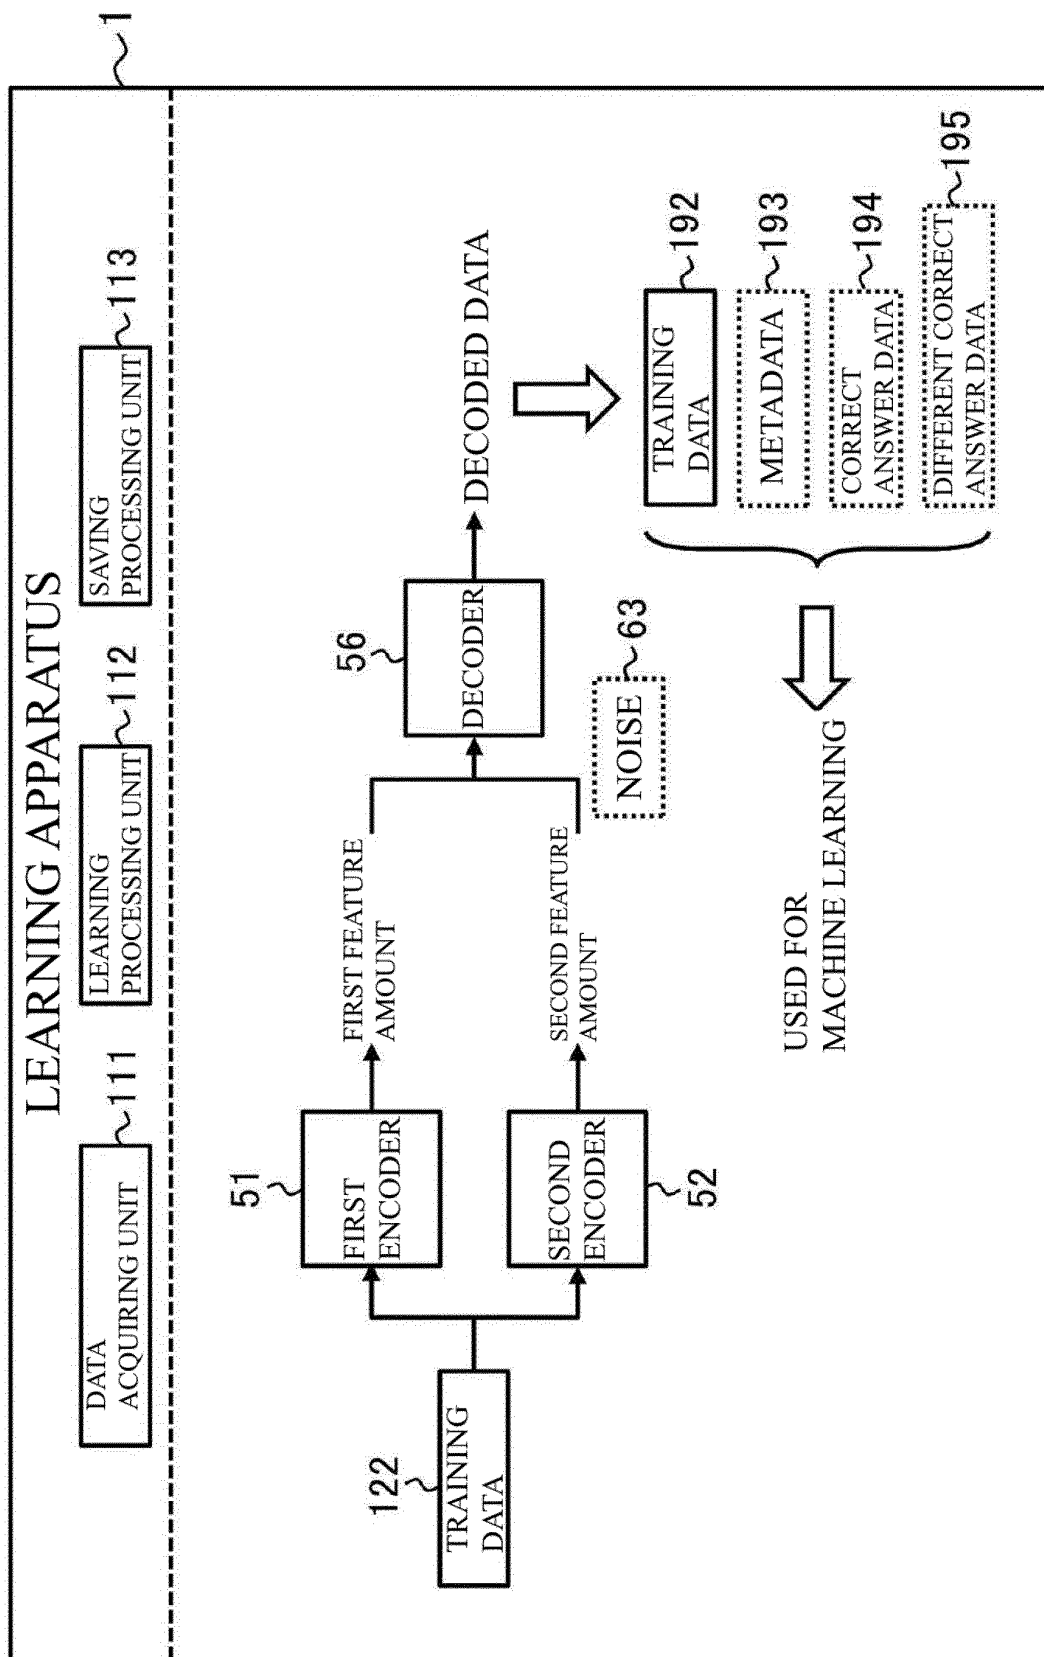 LEARNING APPARATUS
1
DATA
ACQUIRING UNIT
111
LEARNING
PROCESSING UNIT
112
SAVING
PROCESSING UNIT
113
122
TRAINING
DATA
51
FIRST
ENCODER
FIRST FEATURE
AMOUNT
SECOND
ENCODER
52
SECOND FEATURE
AMOUNT
56
DECODER
DECODED DATA
NOISE
63
TRAINING
DATA
192
METADATA
193
CORRECT
ANSWER DATA
194
DIFFERENT CORRECT
ANSWER DATA
195
USED FOR
MACHINE LEARNING